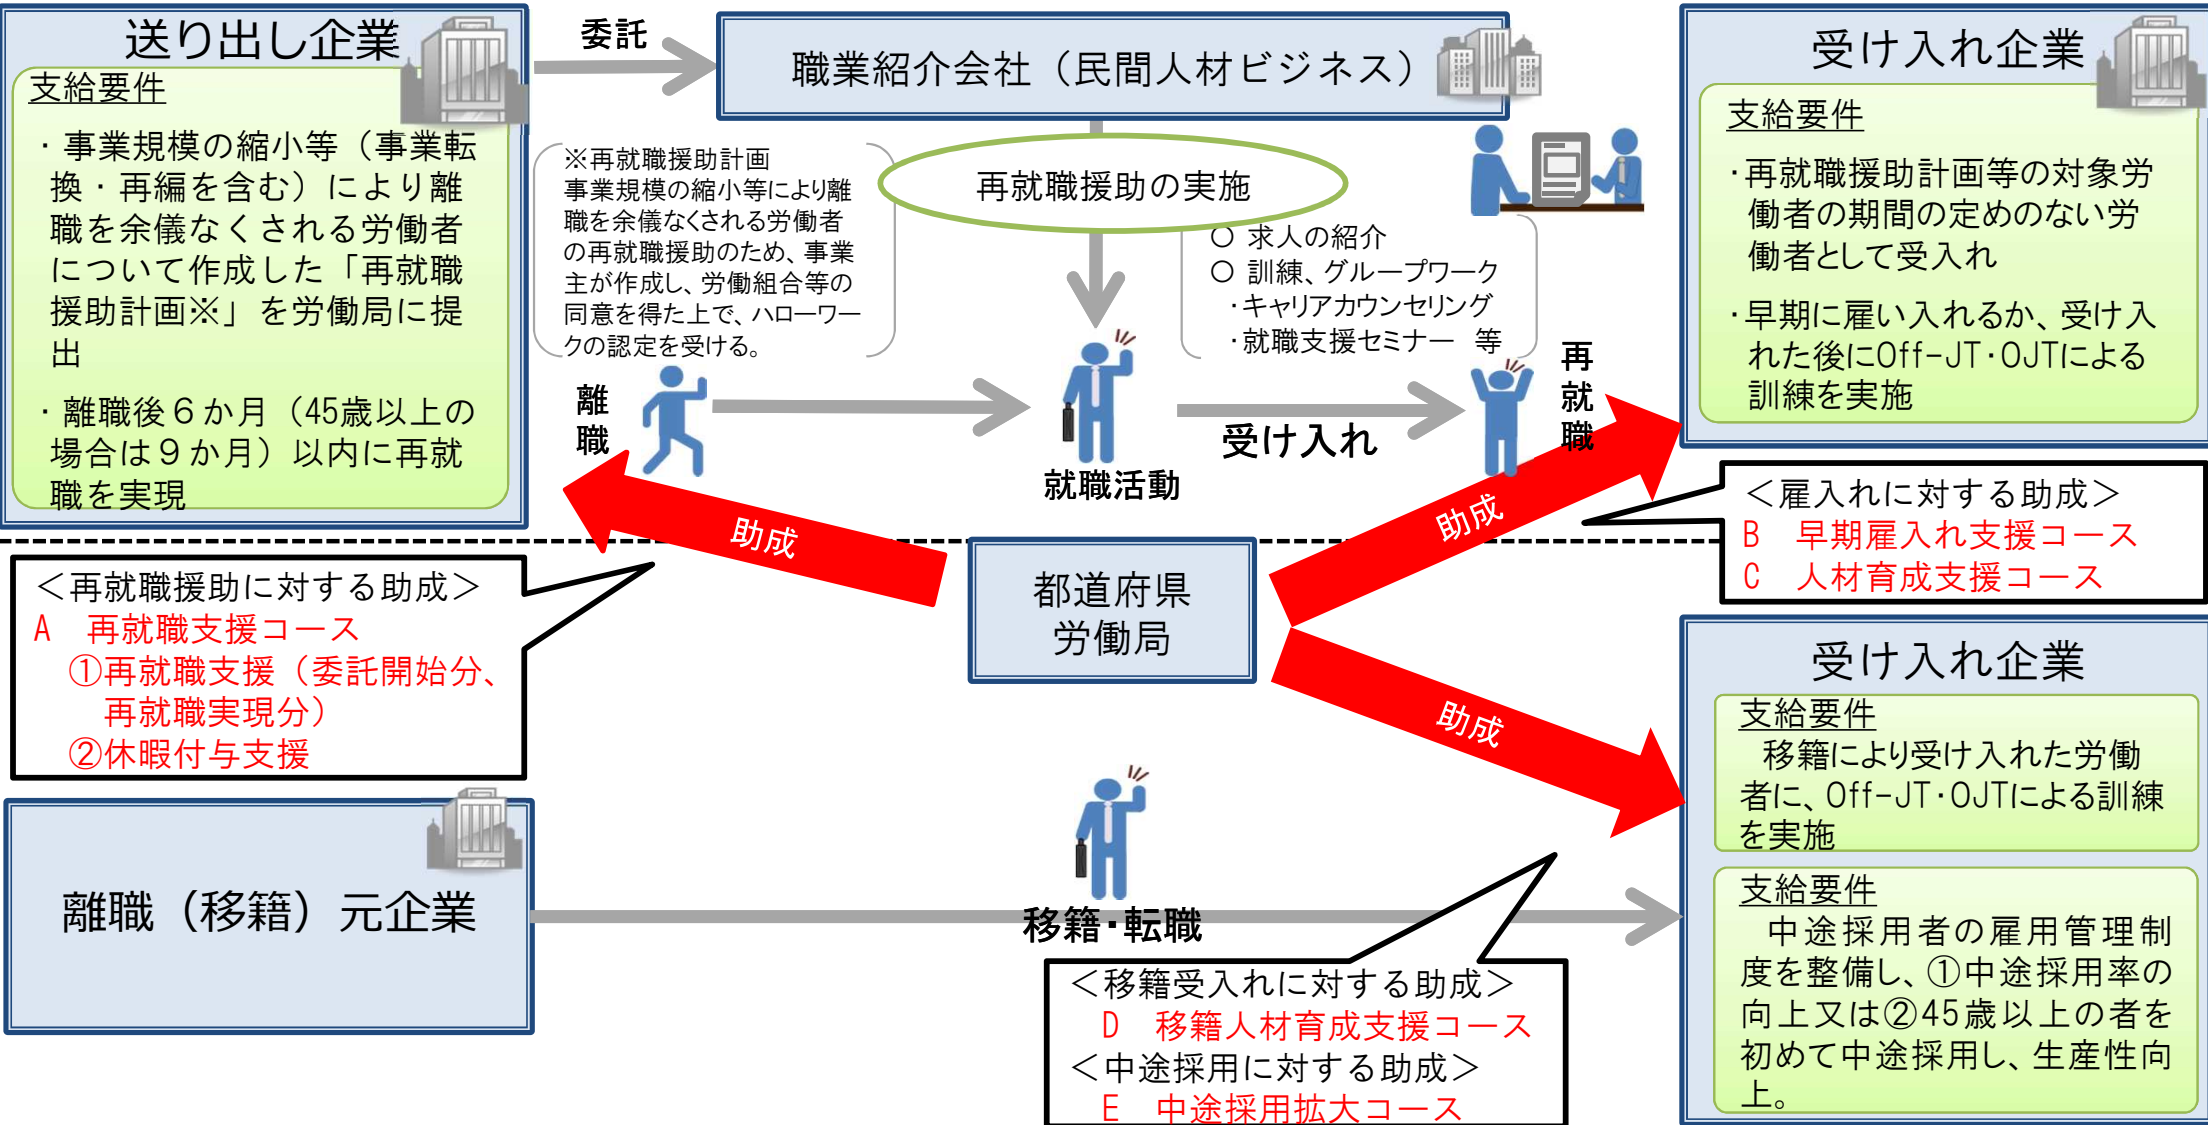 送り出し企業
支給要件
・事業規模の縮小等（事業転
換・再編を含む）により離
職を余儀なくされる労働者
について作成した「再就職
援助計画※」を労働局に提
出
・離職後６か月（45歳以上の
場合は９か月）以内に再就
職を実現
委託
職業紹介会社（民間人材ビジネス）
※再就職援助計画
事業規模の縮小等により離
職を余儀なくされる労働者
の再就職援助のため、事業
主が作成し、労働組合等の
同意を得た上で、ハローワー
クの認定を受ける。
再就職援助の実施
〇 求人の紹介
〇 訓練、グループワーク
・キャリアカウンセリング
・就職支援セミナー 等
離職
就職活動
受け入れ
再就職
受け入れ企業
支給要件
・再就職援助計画等の対象労
働者の期間の定めのない労
働者として受入れ
・早期に雇い入れるか、受け入
れた後にOff-JT・OJTによる
訓練を実施
助成
助成
助成
＜雇入れに対する助成＞
B 早期雇入れ支援コース
C 人材育成支援コース
＜再就職援助に対する助成＞
A 再就職支援コース
①再就職支援（委託開始分、
再就職実現分）
②休暇付与支援
都道府県
労働局
離職（移籍）元企業
移籍・転職
＜移籍受入れに対する助成＞
D 移籍人材育成支援コース
＜中途採用に対する助成＞
E 中途採用拡大コース
受け入れ企業
支給要件
移籍により受け入れた労働
者に、Off-JT・OJTによる訓練
を実施
支給要件
中途採用者の雇用管理制
度を整備し、①中途採用率の
向上又は②45歳以上の者を
初めて中途採用し、生産性向
上。